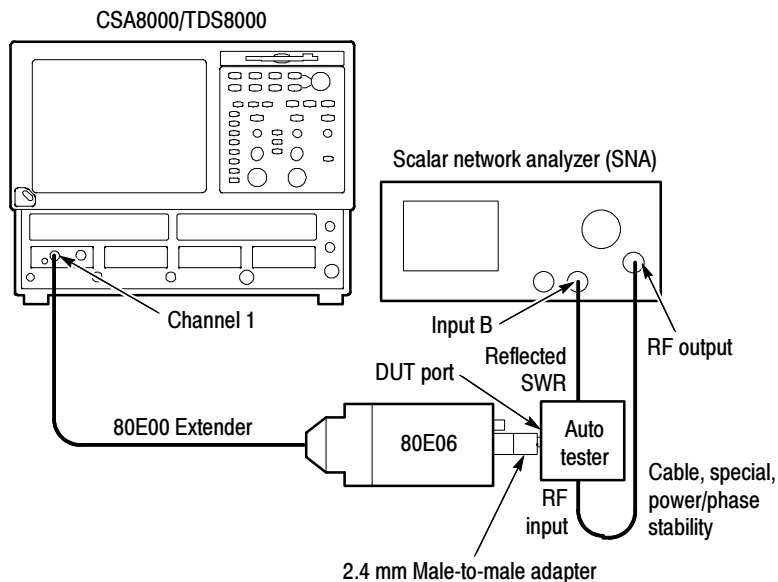 CSA8000/TDS8000
Scalar network analyzer (SNA)
Channel 1
Input B
RF output
Reflected
SWR
DUT port
80E00 Extender
80E06
Auto
tester
RF
input
Cable, special,
power/phase
stability
2.4 mm Male-to-male adapter